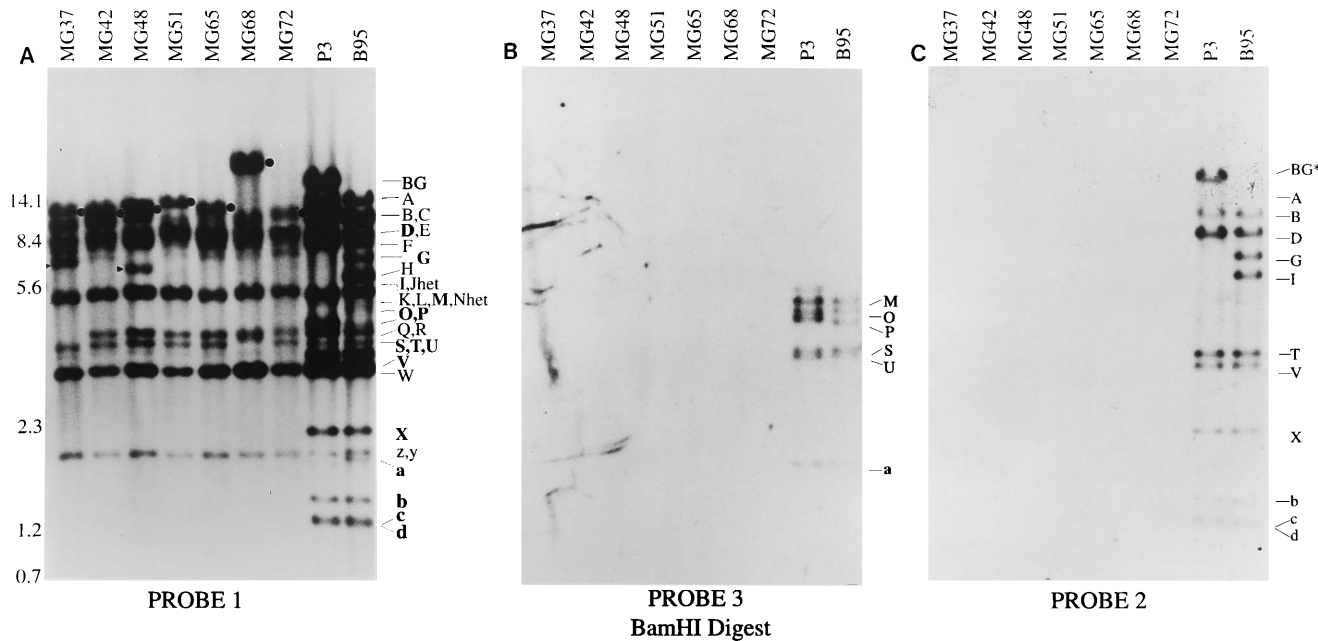 A
MG37 MG42 MG48 MG51 MG65 MG68 MG72 P3 B95
14.1
8.4
5.6
2.3
1.2
0.7
BG
A
B,C
D,E
F
G
H
I,Jhet
K,L,M,Nhet
O,P
Q,R
S,T,U
V
W
X
z,y
a
b
c
d
PROBE 1
B
MG37 MG42 MG48 MG51 MG65 MG68 MG72 P3 B95
M
O
P
S
U
a
PROBE 3
BamHI Digest
C
MG37 MG42 MG48 MG51 MG65 MG68 MG72 P3 B95
BG*
A
B
D
G
I
T
V
X
b
c
d
PROBE 2